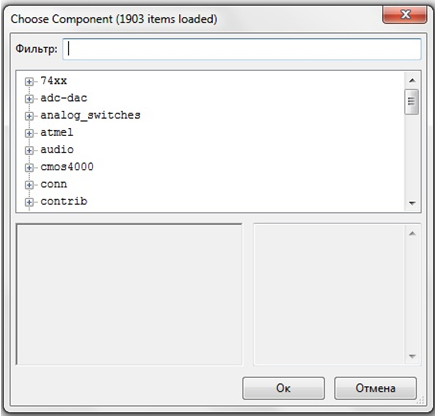 Choose Component (1903 items loaded)
Фильтр:
74xx
adc-dac
analog_switches
atmel
audio
cmos4000
conn
contrib
Ок Отмена